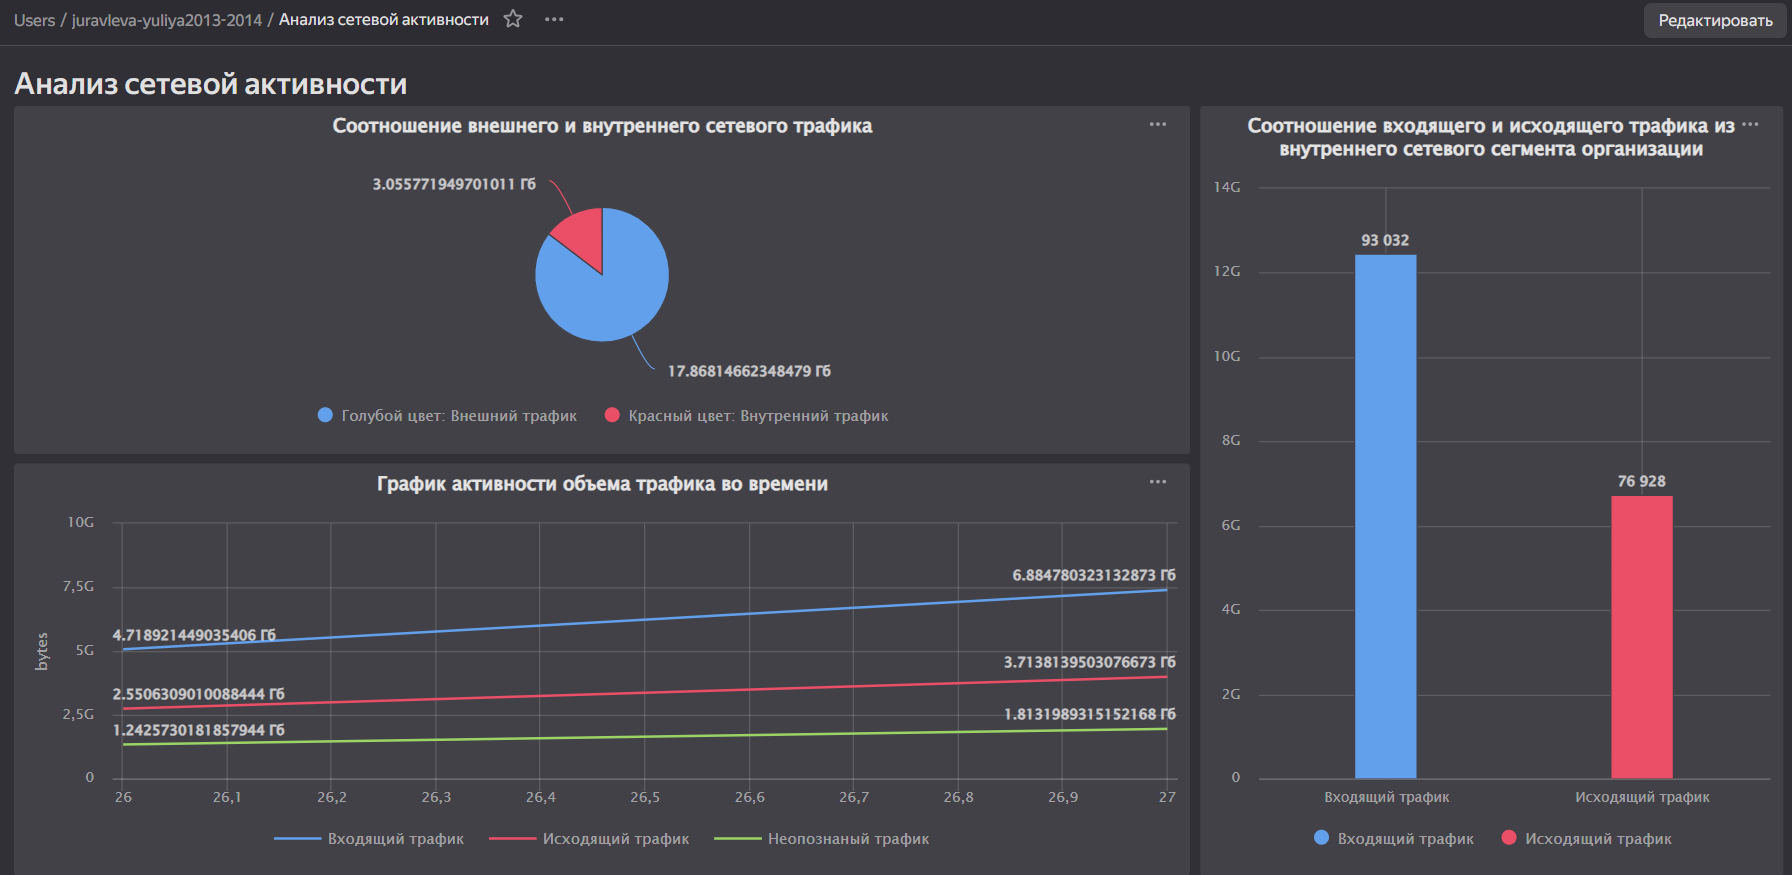 Users / juravleva-yuliya2013-2014 / Анализ сетевой активности
Редактировать
Анализ сетевой активности
Соотношение внешнего и внутреннего сетевого трафика
3.055771949701011 Гб
17.86814662348479 Гб
Голубой цвет: Внешний трафик
Красный цвет: Внутренний трафик
Соотношение входящего и исходящего трафика из
внутреннего сетевого сегмента организации
14G
12G
10G
8G
6G
4G
2G
0
93 032
76 928
Входящий трафик
Исходящий трафик
Входящий трафик
Исходящий трафик
График активности объема трафика во времени
bytes
10G
7,5G
5G
2,5G
0
4.718921449035406 Гб
6.884780323132873 Гб
2.5506309010088444 Гб
3.7138139503076673 Гб
1.2425730181857944 Гб
1.8131989315152168 Гб
26
26,1
26,2
26,3
26,4
26,5
26,6
26,7
26,8
26,9
27
Входящий трафик
Исходящий трафик
Неопознаный трафик